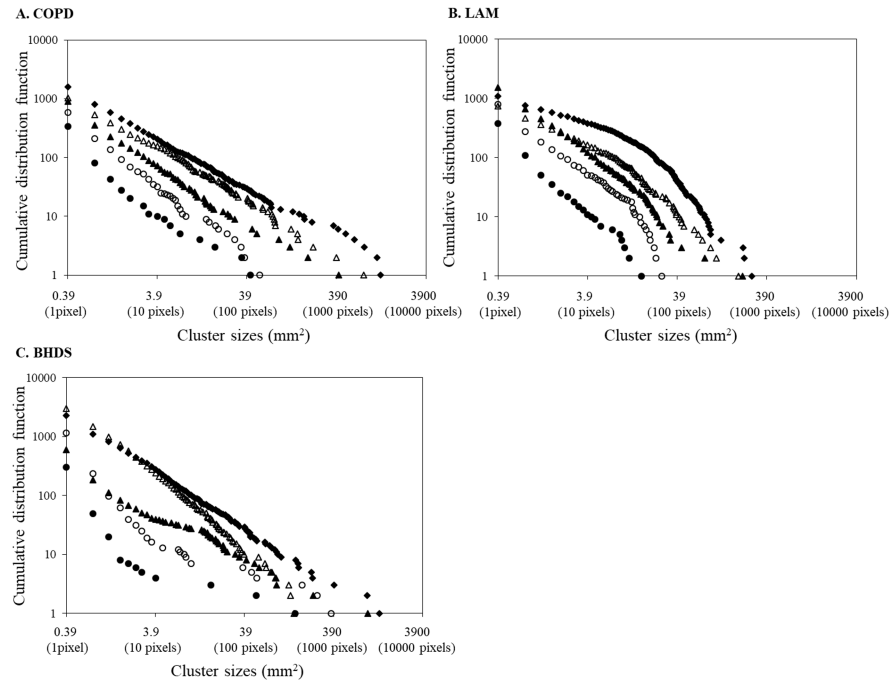 A. COPD
Cumulative distribution function
10000
1000
100
10
1
0.39 3.9 39 390 3900
(1pixel) (10 pixels) (100 pixels) (1000 pixels) (10000 pixels)
Cluster sizes (mm²)
B. LAM
Cumulative distribution function
10000
1000
100
10
1
0.39 3.9 39 390 3900
(1pixel) (10 pixels) (100 pixels) (1000 pixels) (10000 pixels)
Cluster sizes (mm²)
C. BHDS
Cumulative distribution function
10000
1000
100
10
1
0.39 3.9 39 390 3900
(1pixel) (10 pixels) (100 pixels) (1000 pixels) (10000 pixels)
Cluster sizes (mm²)